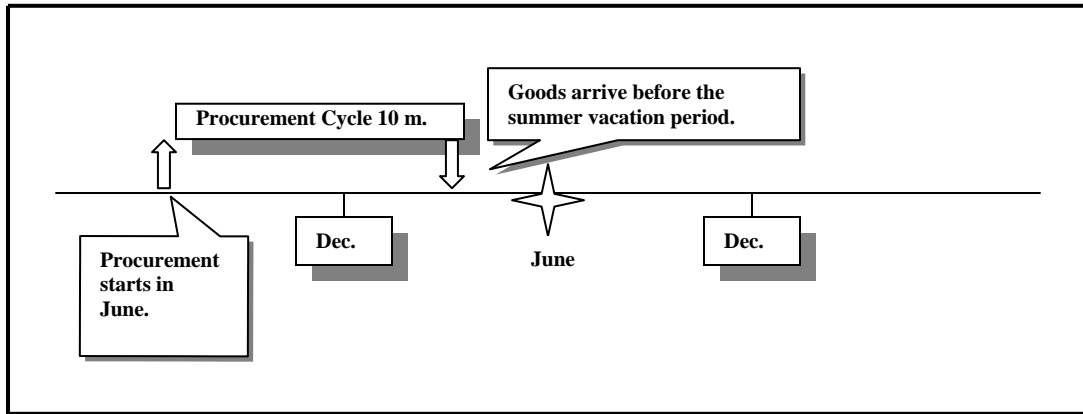 Procurement Cycle 10 m.
Goods arrive before the
summer vacation period.
Procurement
starts in
June.
Dec.
June
Dec.